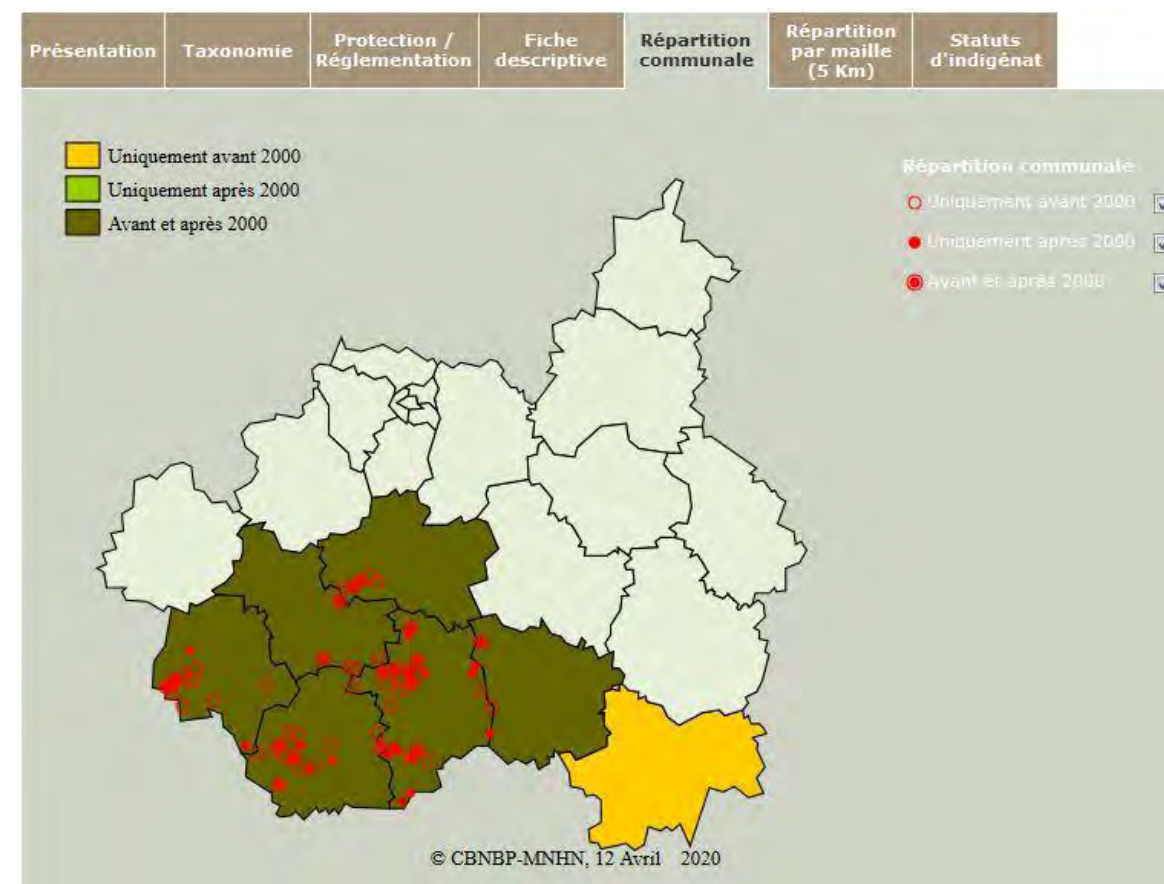 Présentation
Taxonomie
Protection /
Réglementation
Fiche
descriptive
Répartition
communale
Répartition
par maille
(5 Km)
Statuts
d'indigénat
Uniquement avant 2000
Uniquement après 2000
Avant et après 2000
Répartition communale
Uniquement avant 2000
Uniquement après 2000
Avant et après 2000
© CBNBP-MNHN, 12 Avril 2020